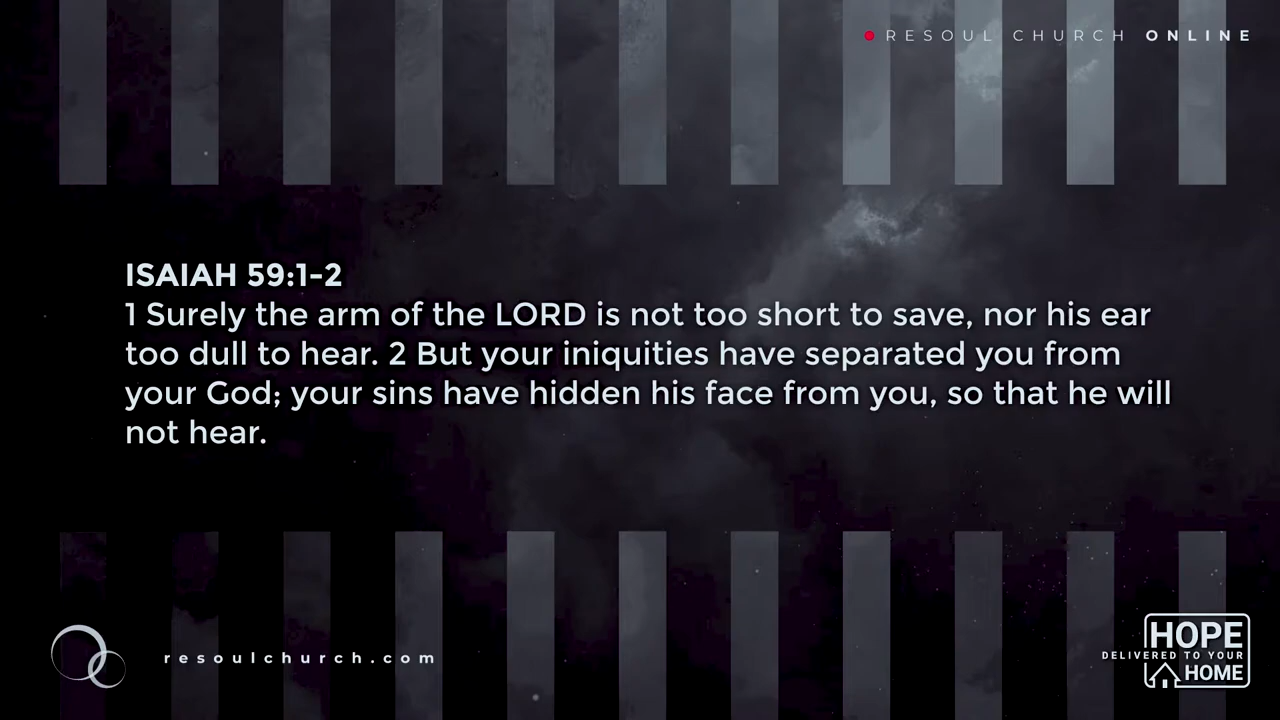 RESOUL CHURCH ONLINE
ISAIAH 59:1-2
1 Surely the arm of the LORD is not too short to save, nor his ear
too dull to hear. 2 But your iniquities have separated you from
your God; your sins have hidden his face from you, so that he will
not hear.
resoulchurch.com
HOPE
DELIVERED TO YOUR
HOME